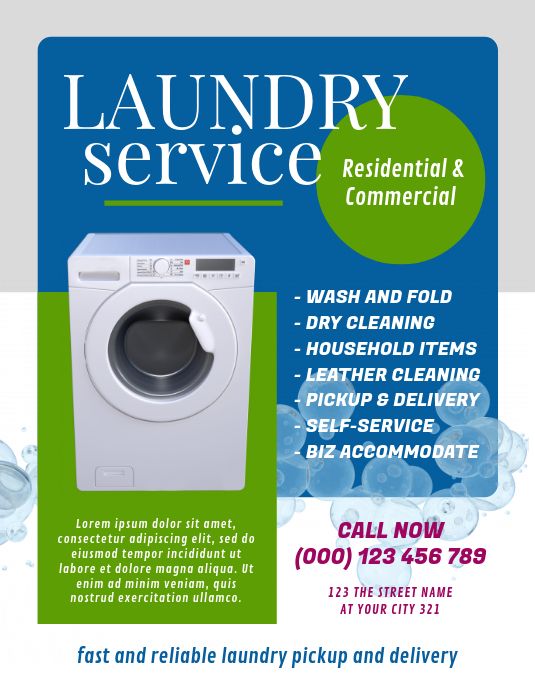 LAUNDRY
service
Residential &
Commercial
- WASH AND FOLD
- DRY CLEANING
- HOUSEHOLD ITEMS
- LEATHER CLEANING
- PICKUP & DELIVERY
- SELF-SERVICE
- BIZ ACCOMMODATE
Lorem ipsum dolor sit amet,
consectetur adipiscing elit, sed do
eiusmod tempor incididunt ut
labore et dolore magna aliqua. Ut
enim ad minim veniam, quis
nostrud exercitation ullamco.
CALL NOW
(000) 123 456 789
123 THE STREET NAME
AT YOUR CITY 321
fast and reliable laundry pickup and delivery